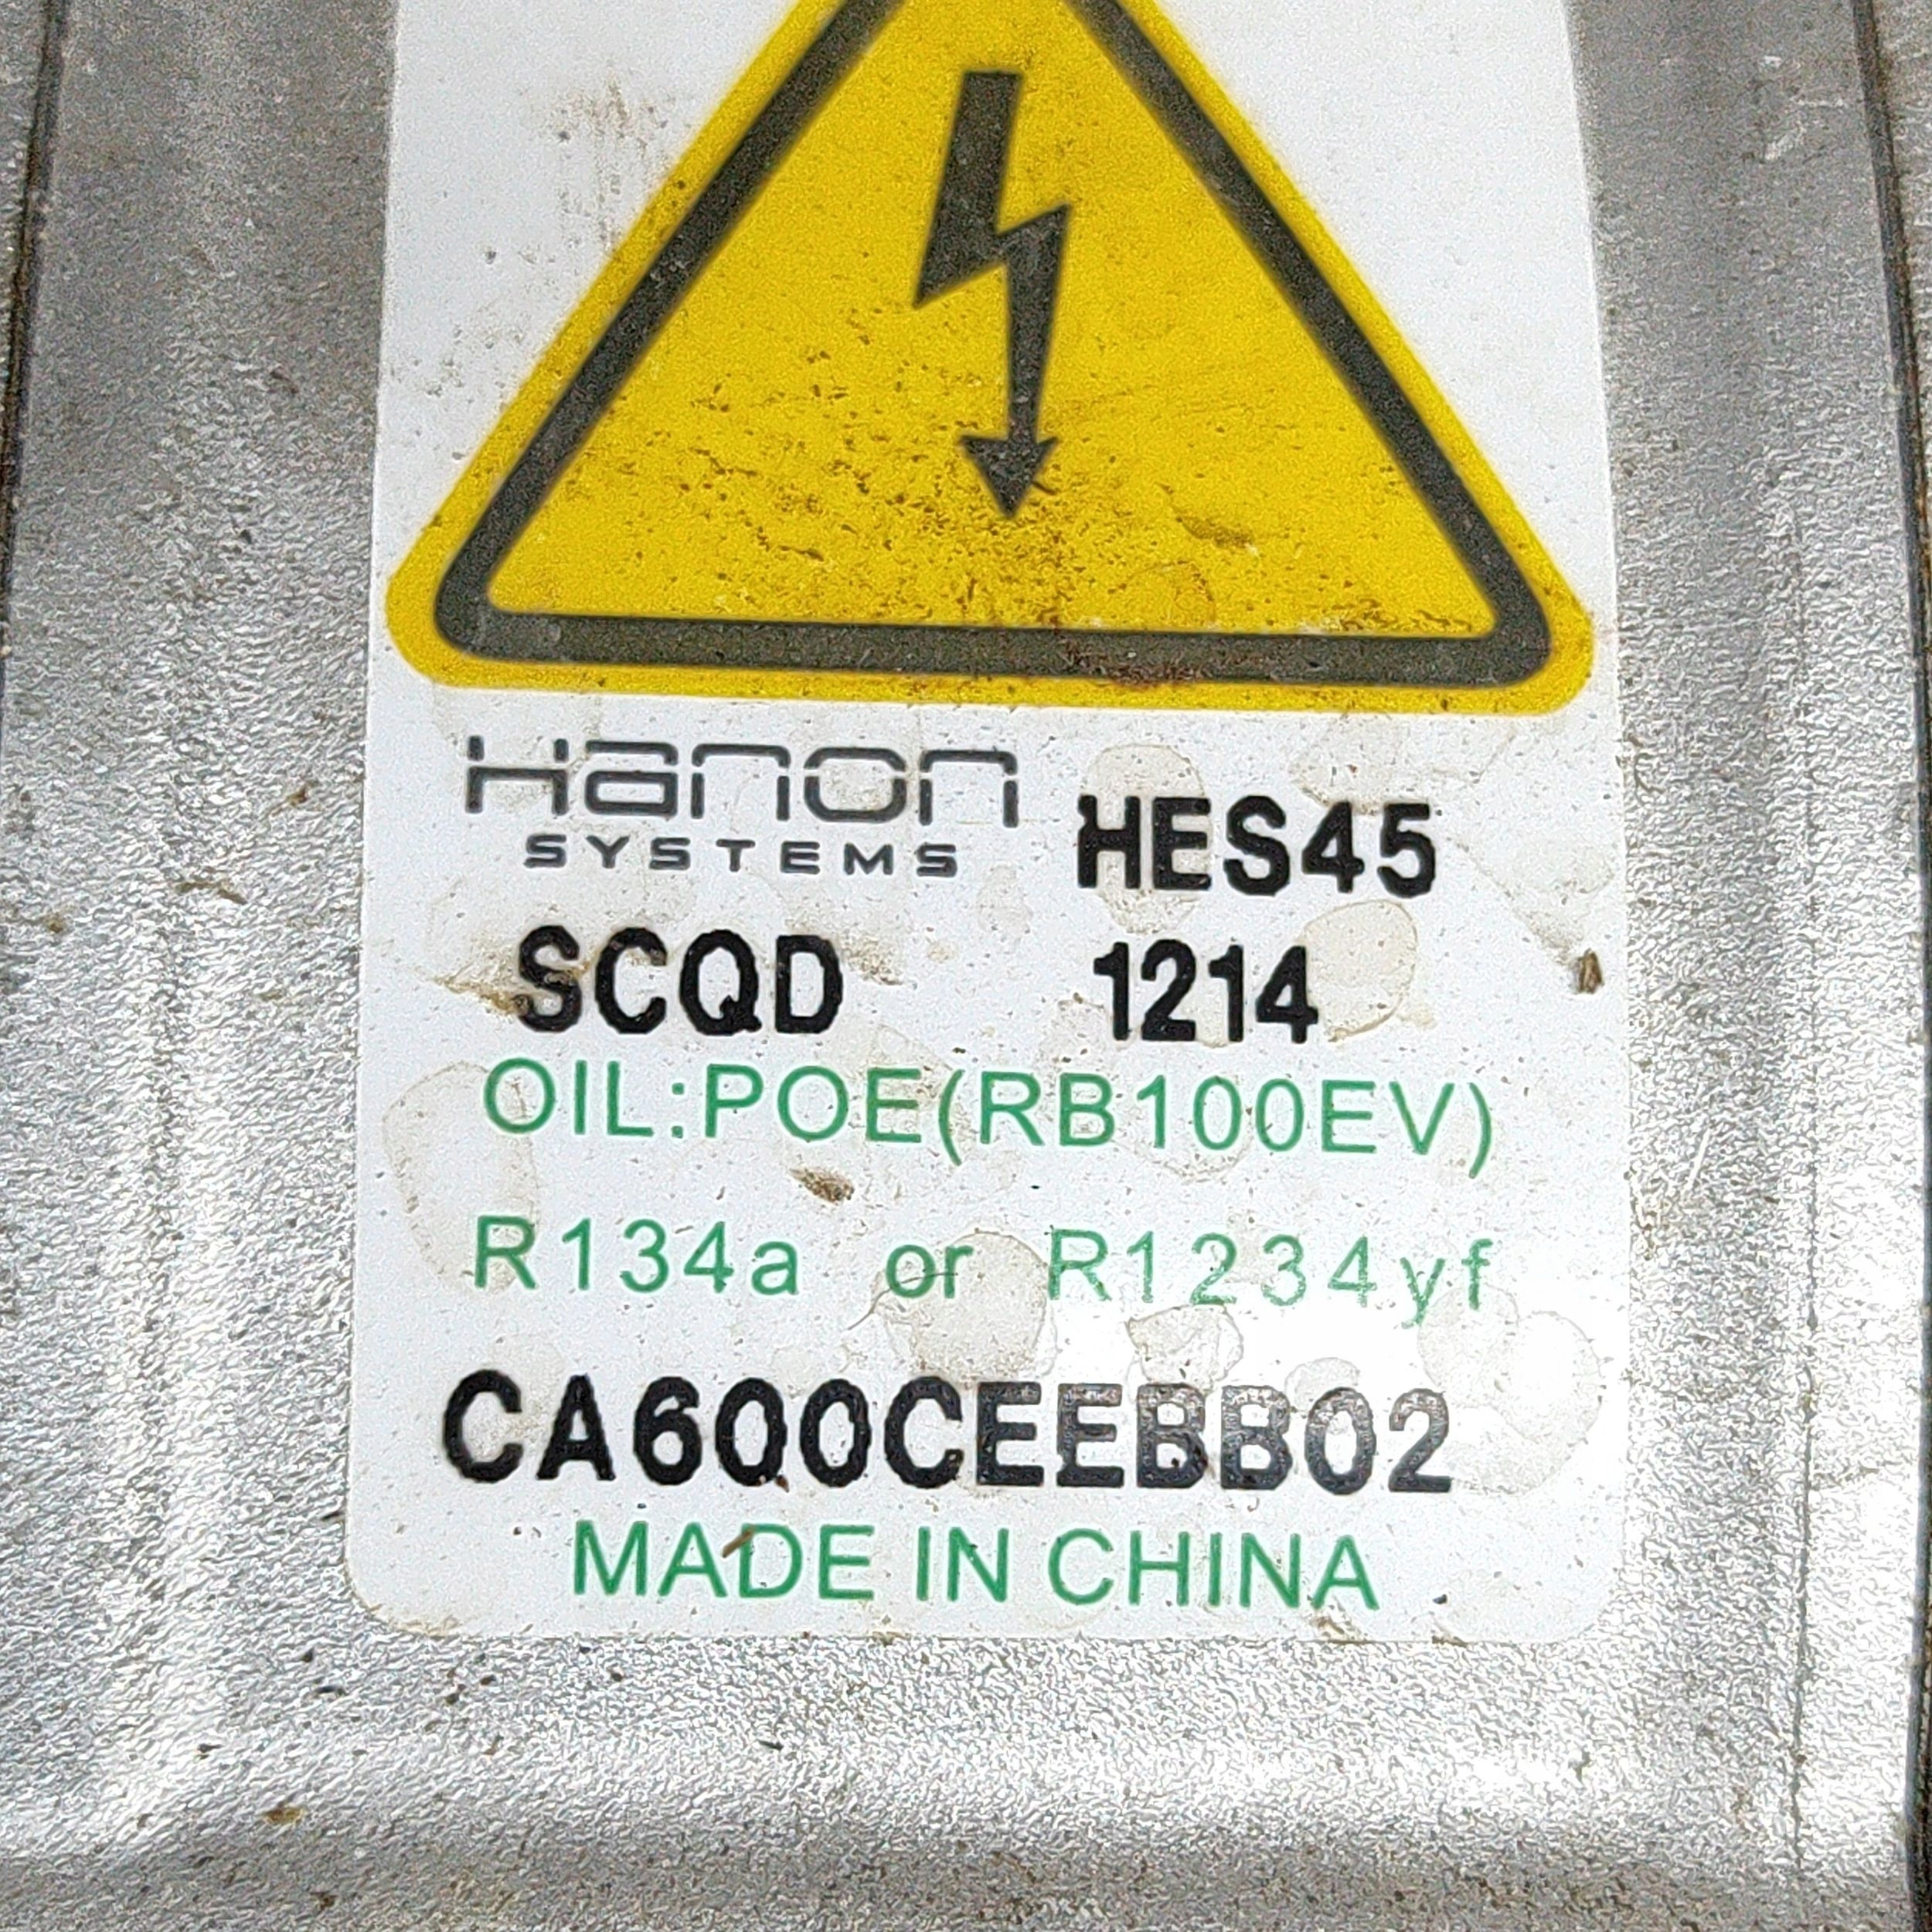 Hanon SYSTEMS HES45
SCQD 1214
OIL:POE(RB100EV)
R134a or R1234yf
CA600CEEBB02
MADE IN CHINA